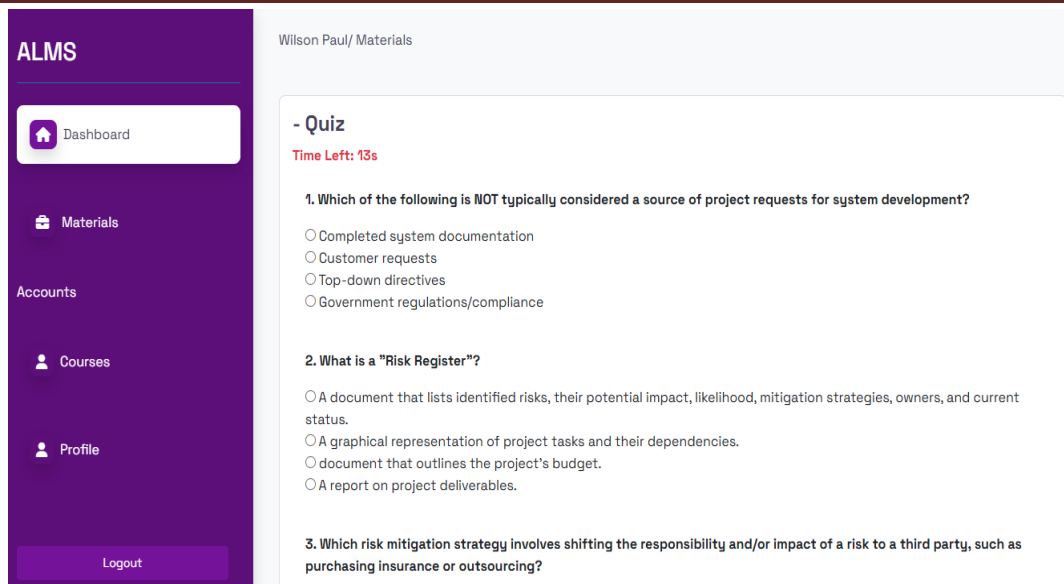 ALMS
Dashboard
Materials
Accounts
Courses
Profile
Logout
Wilson Paul/ Materials
- Quiz
Time Left: 13s
1. Which of the following is NOT typically considered a source of project requests for system development?
Completed system documentation
Customer requests
Top-down directives
Government regulations/compliance
2. What is a "Risk Register"?
A document that lists identified risks, their potential impact, likelihood, mitigation strategies, owners, and current
status.
A graphical representation of project tasks and their dependencies.
document that outlines the project's budget.
A report on project deliverables.
3. Which risk mitigation strategy involves shifting the responsibility and/or impact of a risk to a third party, such as
purchasing insurance or outsourcing?